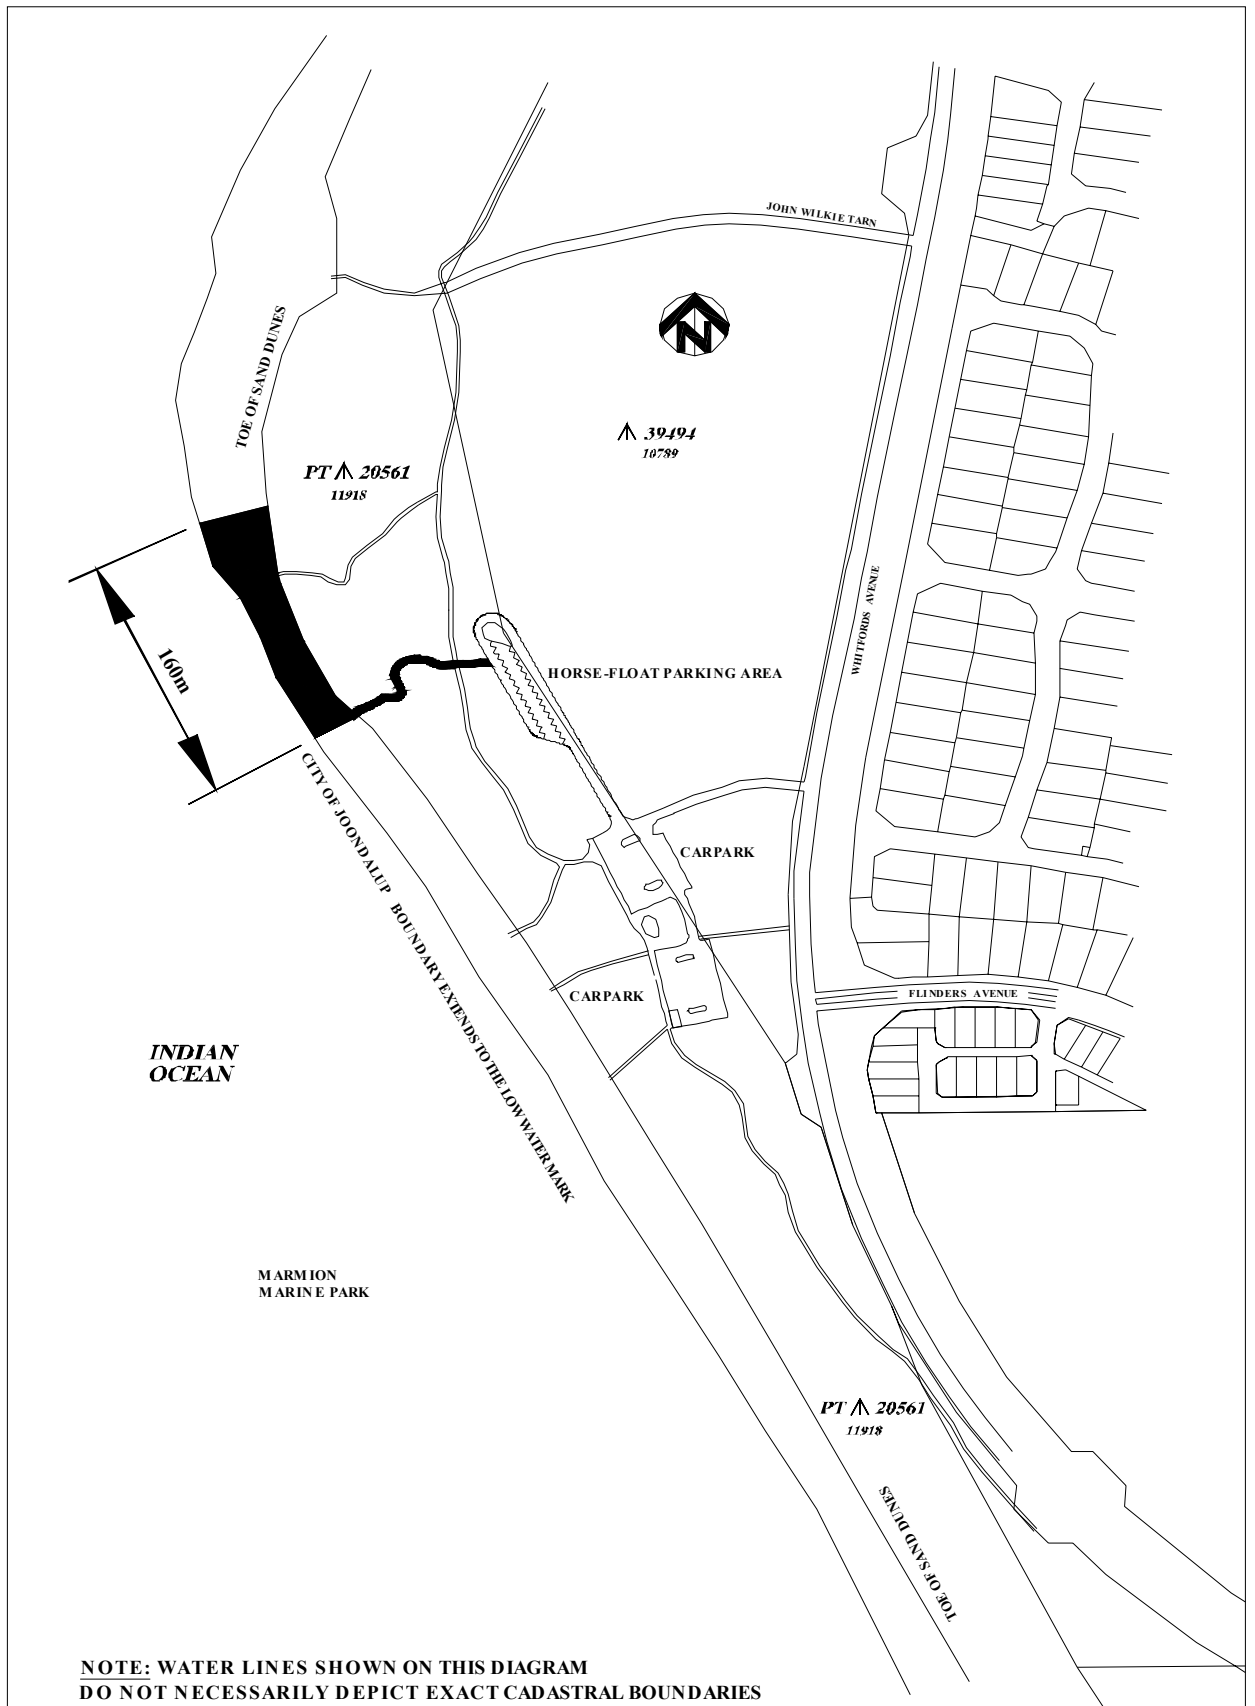 JOHN WILKIE TARN
TOE OF SAND DUNES
N
39494
10789
PT 20561
11918
WHITFORDS AVENUE
160m
HORSE-FLOAT PARKING AREA
CITY OF JOONDALUP BOUNDARY EXTENDS TO THE LOW WATER MARK
CARPARK
CARPARK
FLINDERS AVENUE
INDIAN
OCEAN
MARMION
MARINE PARK
PT 20561
11918
TOE OF SAND DUNES
NOTE: WATER LINES SHOWN ON THIS DIAGRAM
DO NOT NECESSARILY DEPICT EXACT CADASTRAL BOUNDARIES